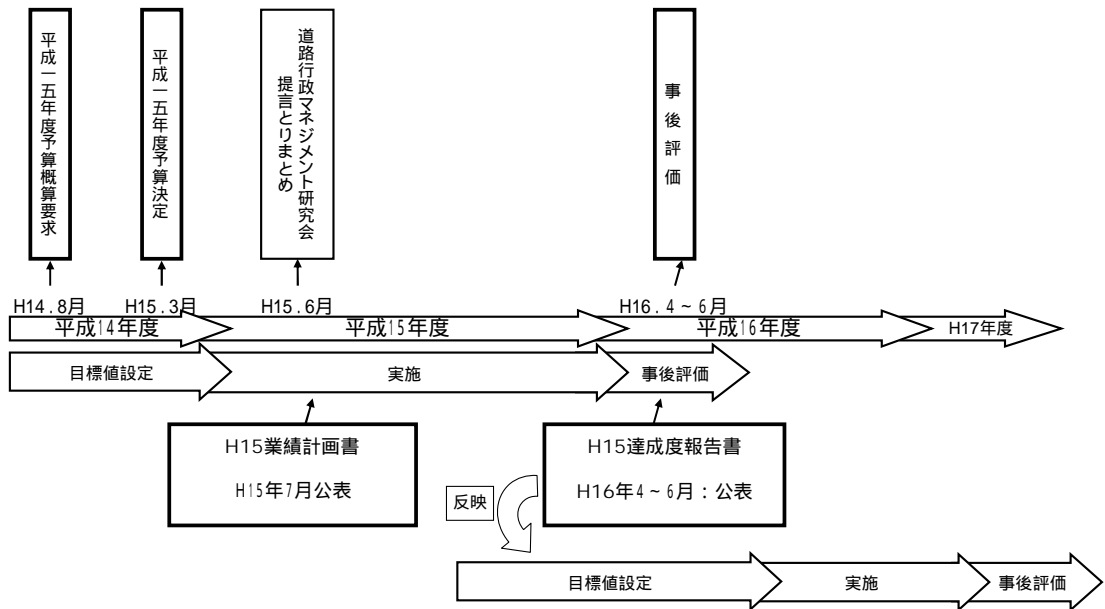 平成一五年度予算概算要求
平成一五年度予算決定
道路行政マネジメント研究会
提言とりまとめ
事後評価
H14.8月
H15.3月
H15.6月
H16.4~6月
平成14年度
平成15年度
平成16年度
H17年度
目標値設定
実施
事後評価
H15業績計画書
H15年7月公表
H15達成度報告書
H16年4~6月:公表
反映
目標値設定
実施
事後評価